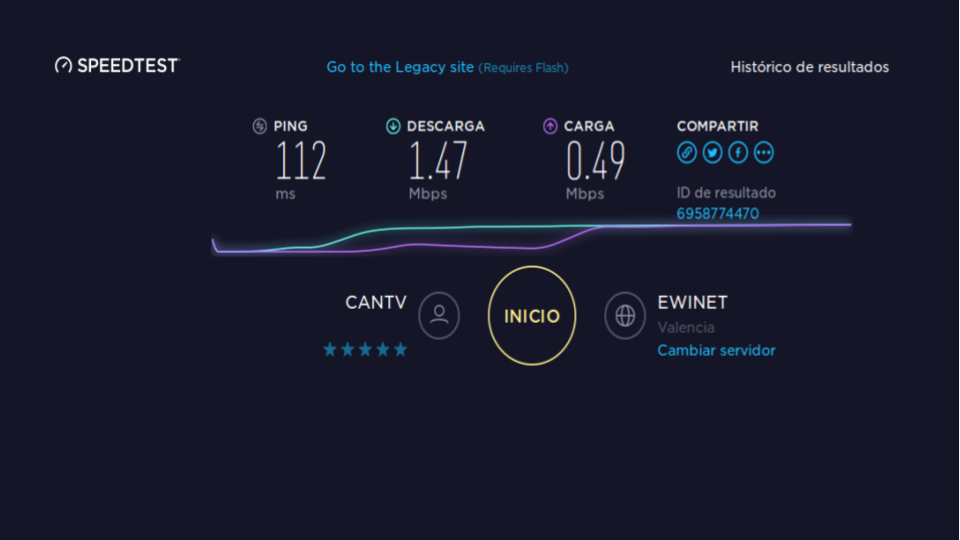 SPEEDTEST
Go to the Legacy site (Requires Flash)
Histórico de resultados
PING
112
ms
DESCARGA
1.47
Mbps
CARGA
0.49
Mbps
COMPARTIR
ID de resultado
6958774470
CANTV
INICIO
EWINET
Valencia
Cambiar servidor